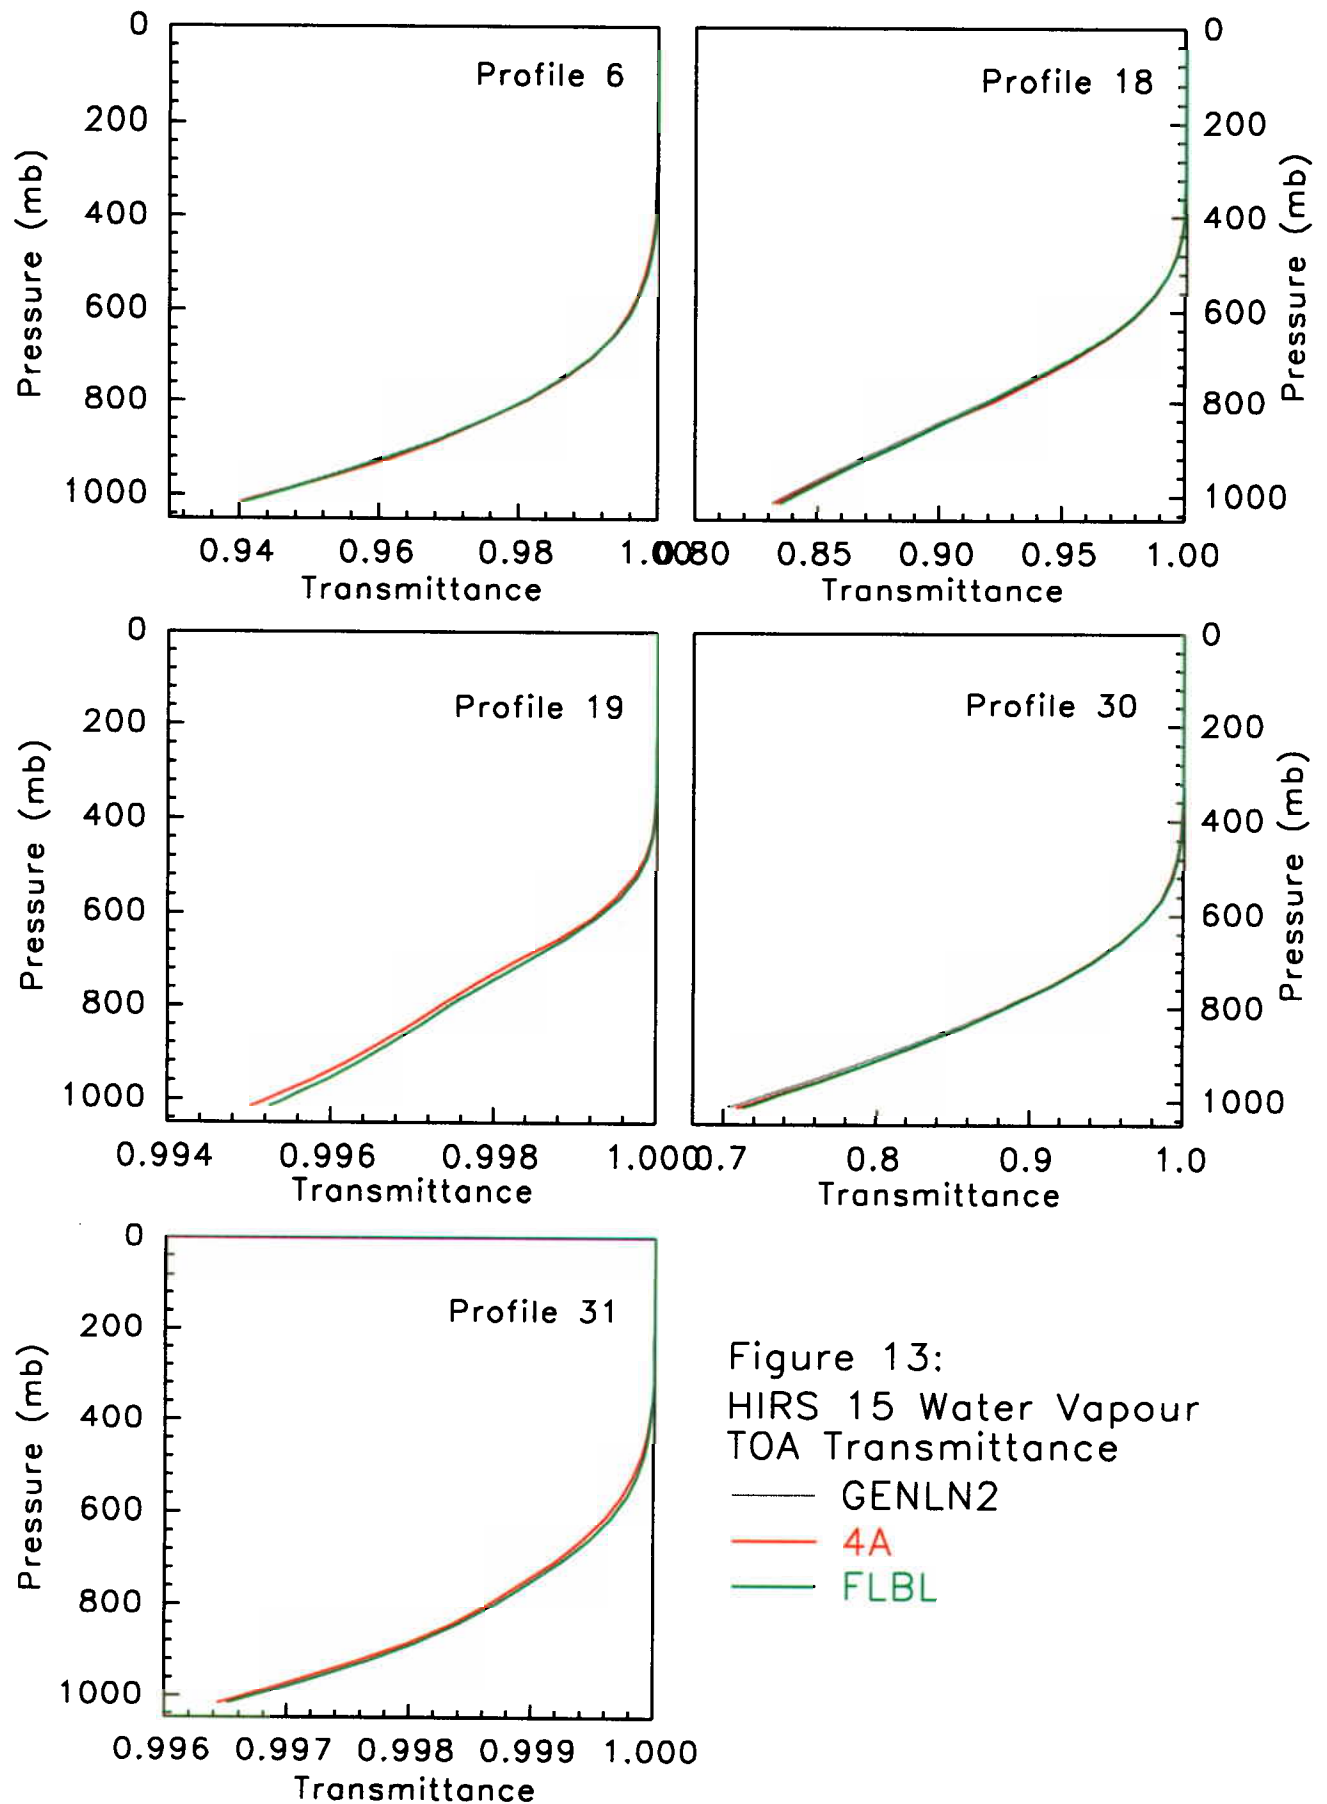 0
200
400
600
800
1000
Pressure (mb)
Profile 6
0.94 0.96 0.98 1.00
Transmittance
Profile 18
0
200
400
600
800
1000
Pressure (mb)
0.80 0.85 0.90 0.95 1.00
Transmittance
0
200
400
600
800
1000
Pressure (mb)
Profile 19
0.994 0.996 0.998 1.000
Transmittance
Profile 30
0
200
400
600
800
1000
Pressure (mb)
0.7 0.8 0.9 1.0
Transmittance
0
200
400
600
800
1000
Pressure (mb)
Profile 31
0.996 0.997 0.998 0.999 1.000
Transmittance
Figure 13:
HIRS 15 Water Vapour
TOA Transmittance
GENLN2
4A
FLBL